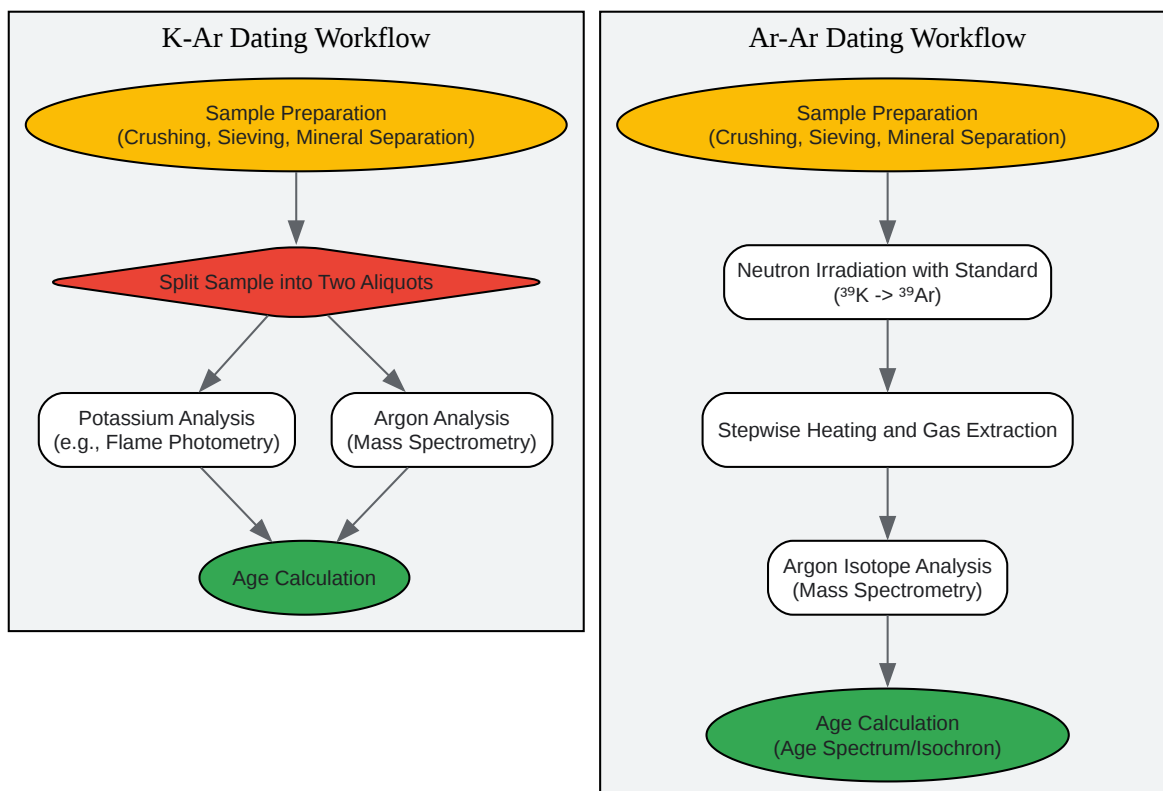 K-Ar Dating Workflow
Sample Preparation
(Crushing, Sieving, Mineral Separation)
Split Sample into Two Aliquots
Potassium Analysis
(e.g., Flame Photometry)
Argon Analysis
(Mass Spectrometry)
Age Calculation
Ar-Ar Dating Workflow
Sample Preparation
(Crushing, Sieving, Mineral Separation)
Neutron Irradiation with Standard
(³⁹K -> ³⁹Ar)
Stepwise Heating and Gas Extraction
Argon Isotope Analysis
(Mass Spectrometry)
Age Calculation
(Age Spectrum/Isochron)